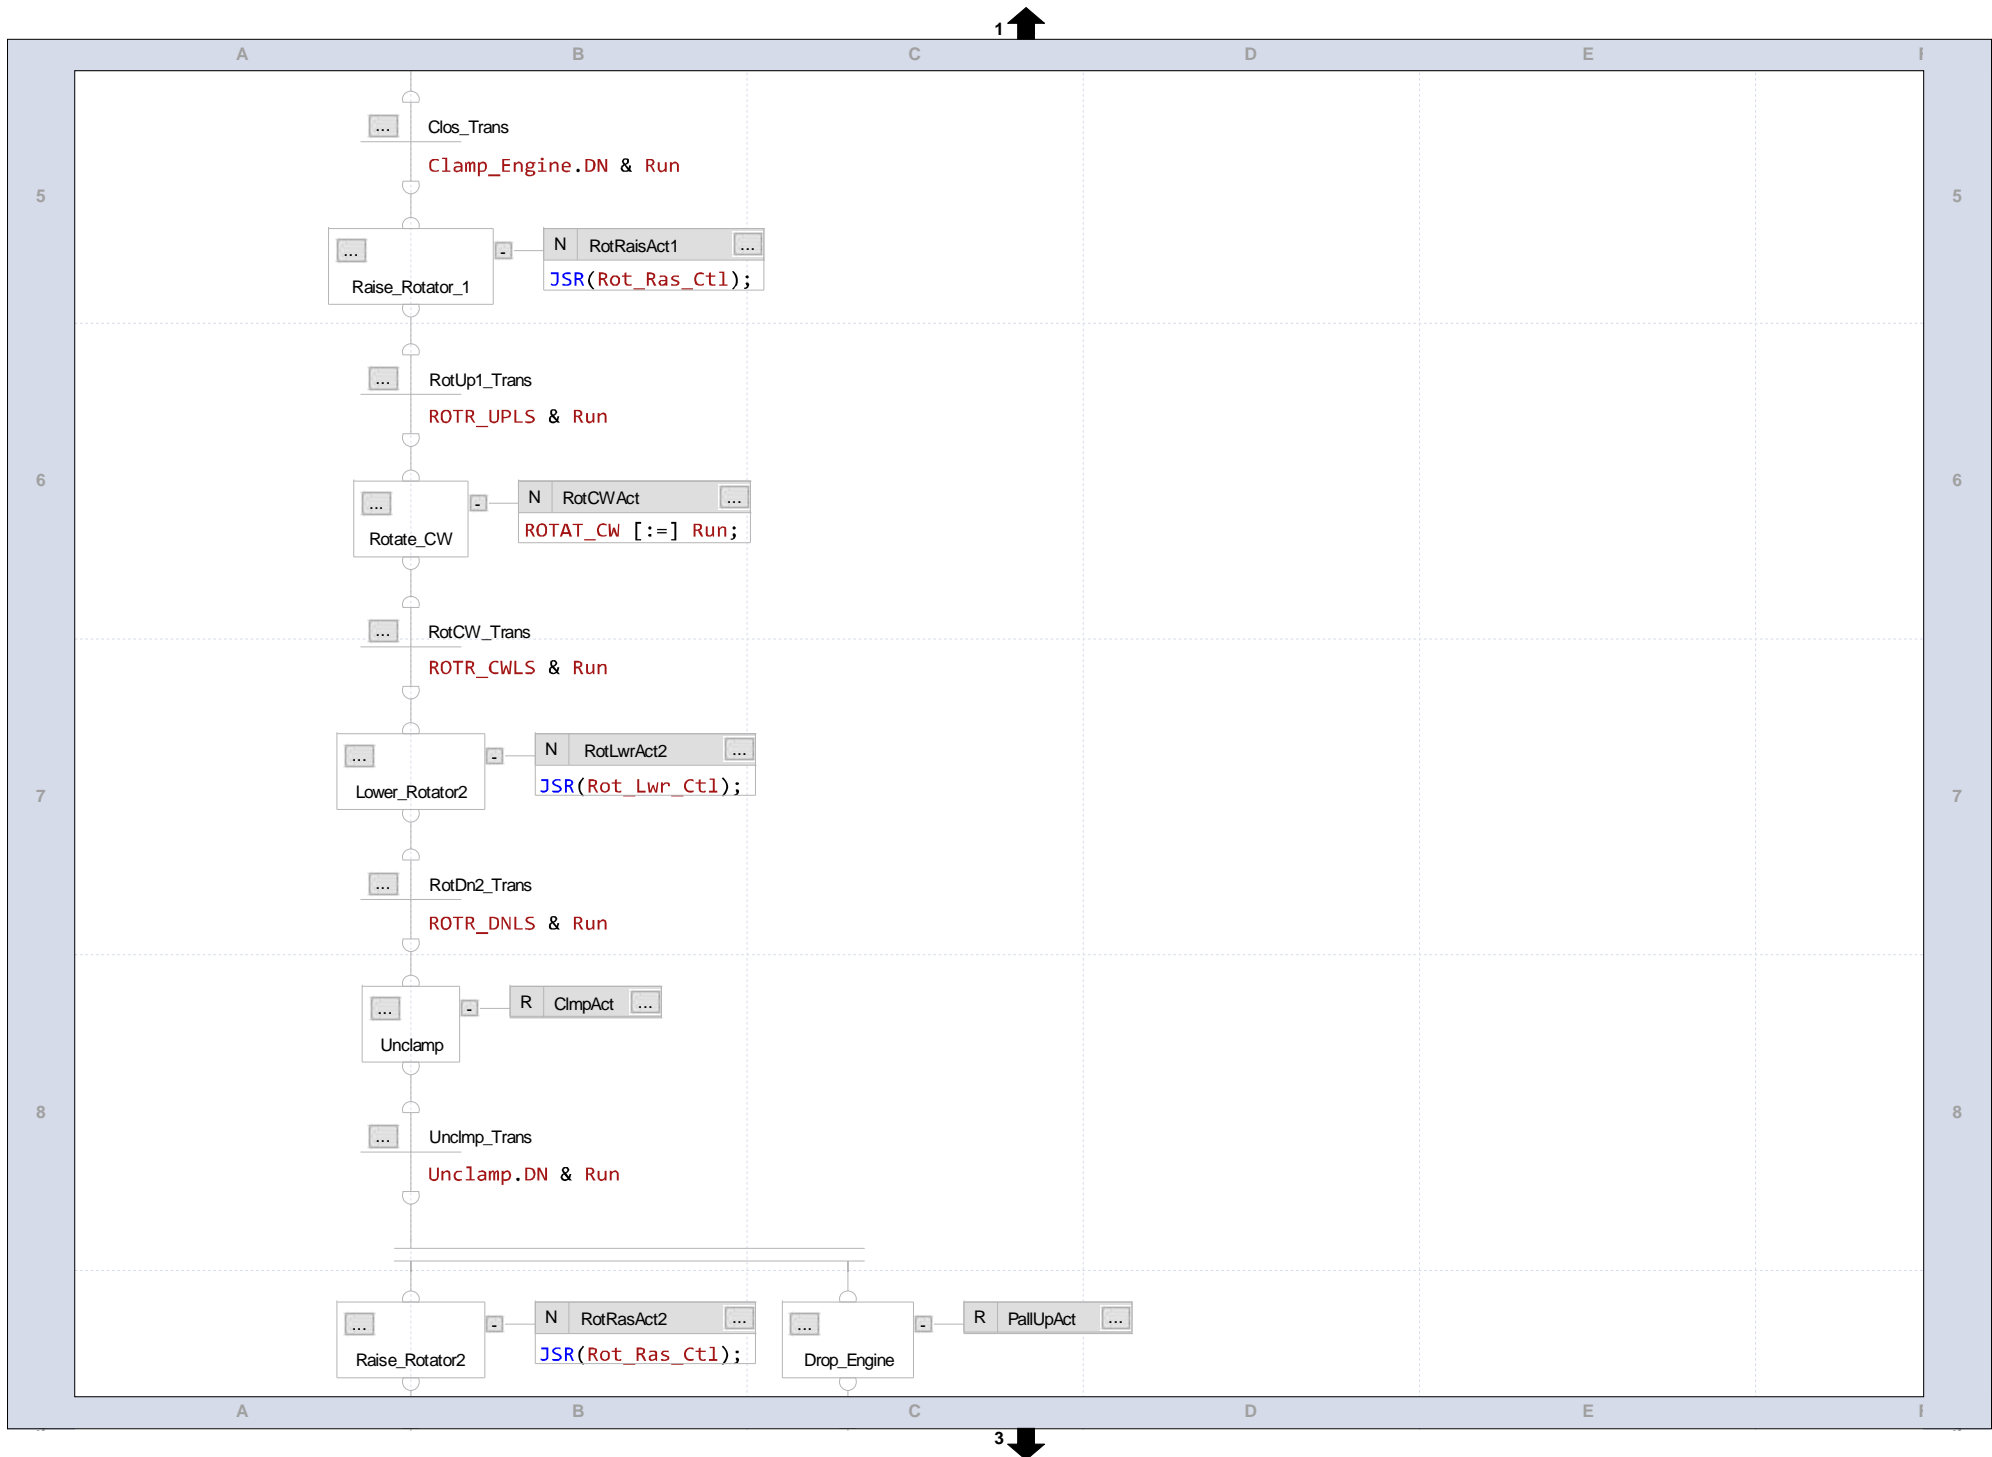 1
A B C D E
...
Clos_Trans
Clamp_Engine.DN & Run
5 5
...
N RotRaisAct1 ...
-
Raise_Rotator_1
JSR(Rot_Ras_Ctl);
...
RotUp1_Trans
ROTR_UPLS & Run
6 6
...
N RotCWAct ...
-
Rotate_CW
ROTAT_CW [:=] Run;
...
RotCW_Trans
ROTR_CWLS & Run
...
N RotLwrAct2 ...
-
Lower_Rotator2
JSR(Rot_Lwr_Ctl);
7 7
...
RotDn2_Trans
ROTR_DNLS & Run
...
R ClmpAct ...
-
Unclamp
8 8
...
Unclmp_Trans
Unclamp.DN & Run
...
N RotRasAct2 ...
-
Raise_Rotator2
JSR(Rot_Ras_Ctl);
...
R PallUpAct ...
-
Drop_Engine
A B C D E
3